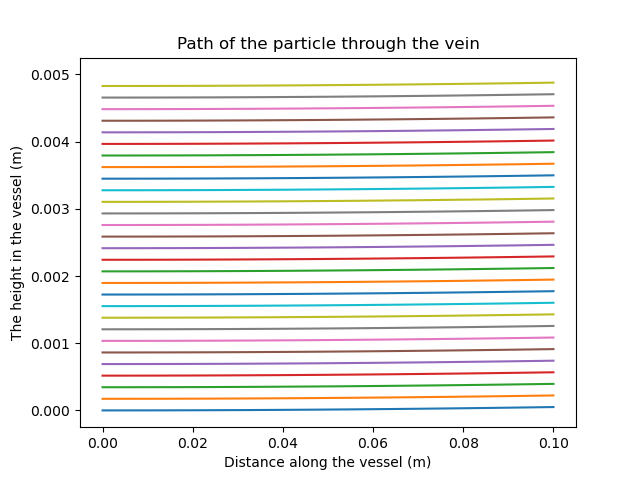 Path of the particle through the vein
0.005
0.004
0.003
0.002
0.001
0.000
The height in the vessel (m)
0.00 0.02 0.04 0.06 0.08 0.10
Distance along the vessel (m)